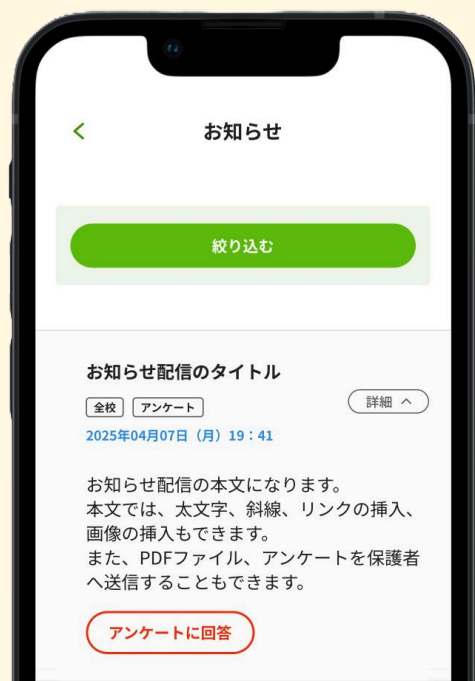 お知らせ
絞り込む
お知らせ配信のタイトル
全校 アンケート
詳細
2025年04月07日（月）19：41
お知らせ配信の本文になります。
本文では、太文字、斜線、リンクの挿入、
画像の挿入もできます。
また、PDFファイル、アンケートを保護者
へ送信することもできます。
アンケートに回答